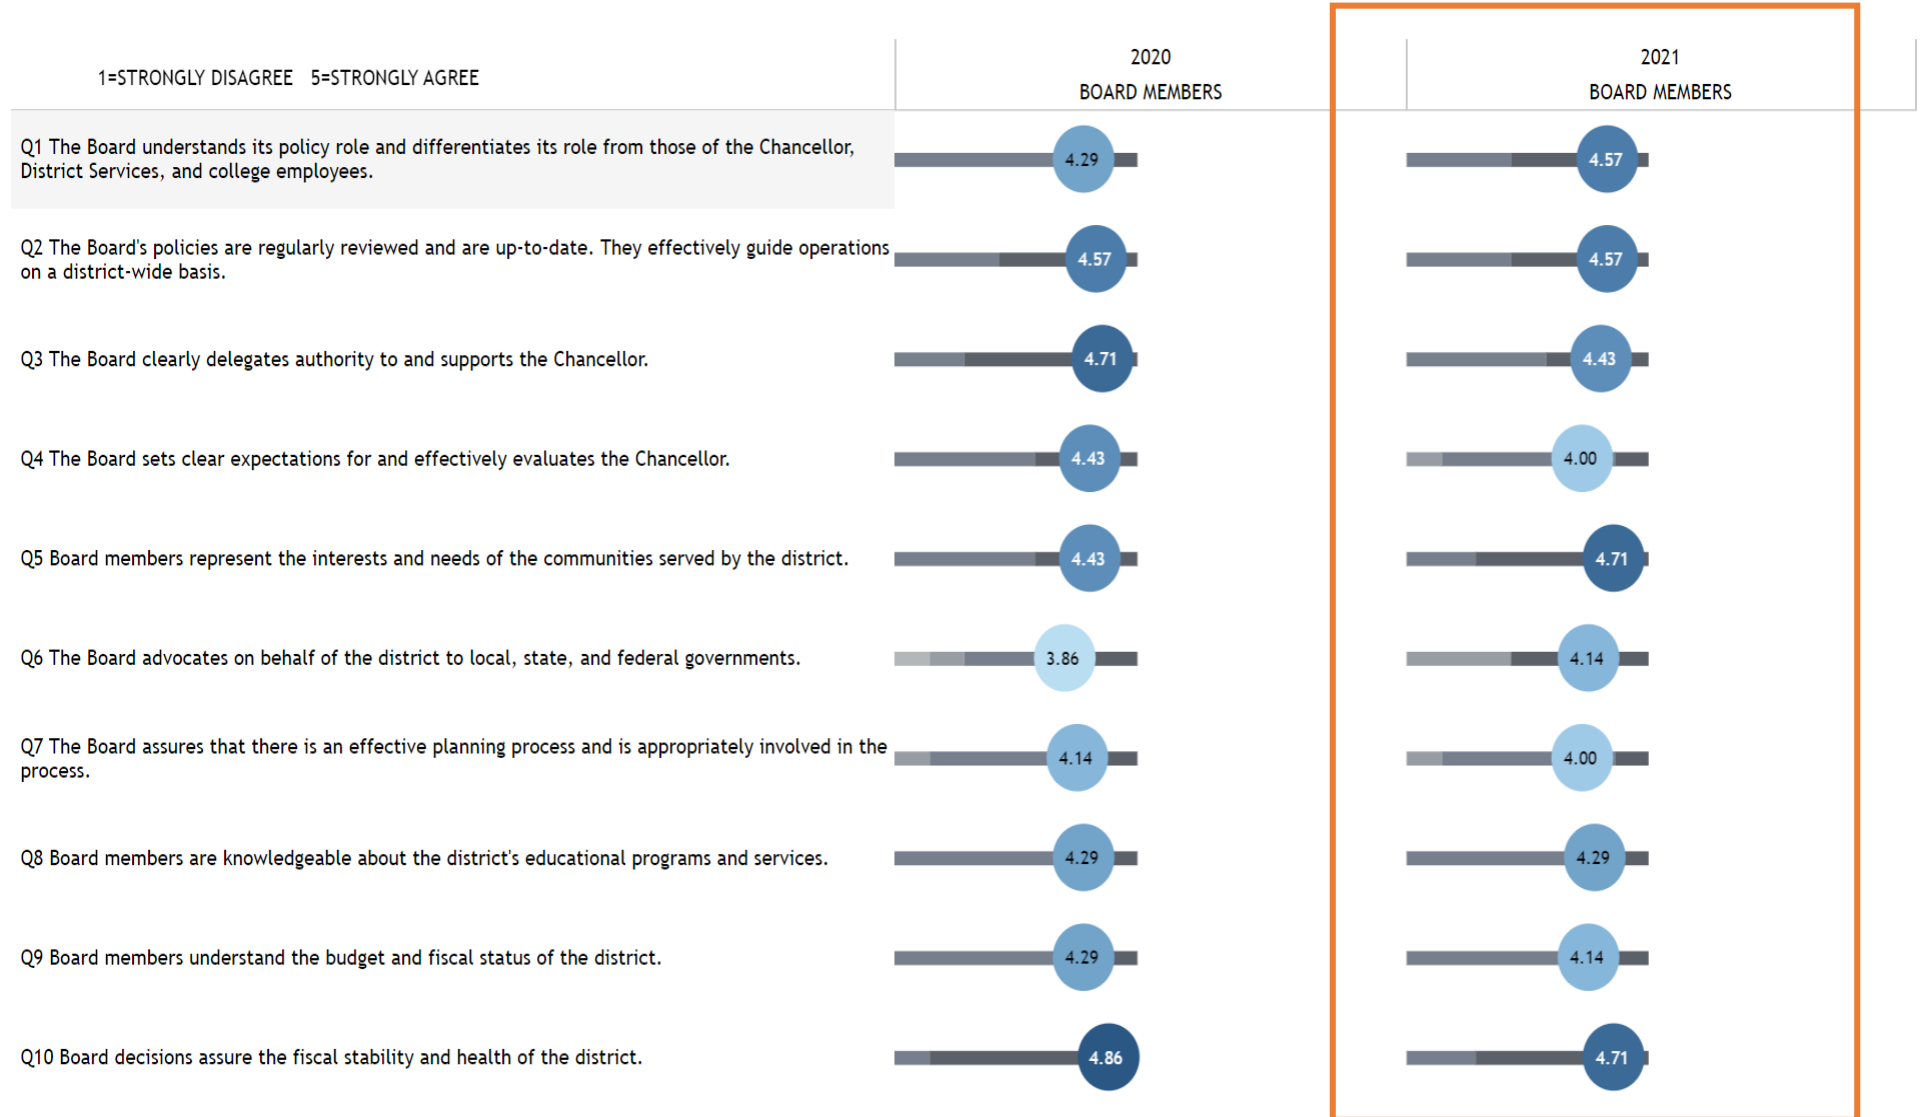 2020
2021
1=STRONGLY DISAGREE 5=STRONGLY AGREE
BOARD MEMBERS
BOARD MEMBERS
Q1 The Board understands its policy role and differentiates its role from those of the Chancellor,
District Services, and college employees.
4.29
4.57
Q2 The Board's policies are regularly reviewed and are up-to-date. They effectively guide operations
on a district-wide basis.
4.57
4.57
Q3 The Board clearly delegates authority to and supports the Chancellor.
4.71
4.43
Q4 The Board sets clear expectations for and effectively evaluates the Chancellor.
4.43
4.00
Q5 Board members represent the interests and needs of the communities served by the district.
4.43
4.71
Q6 The Board advocates on behalf of the district to local, state, and federal governments.
3.86
4.14
Q7 The Board assures that there is an effective planning process and is appropriately involved in the
process.
4.14
4.00
Q8 Board members are knowledgeable about the district's educational programs and services.
4.29
4.29
Q9 Board members understand the budget and fiscal status of the district.
4.29
4.14
Q10 Board decisions assure the fiscal stability and health of the district.
4.86
4.71